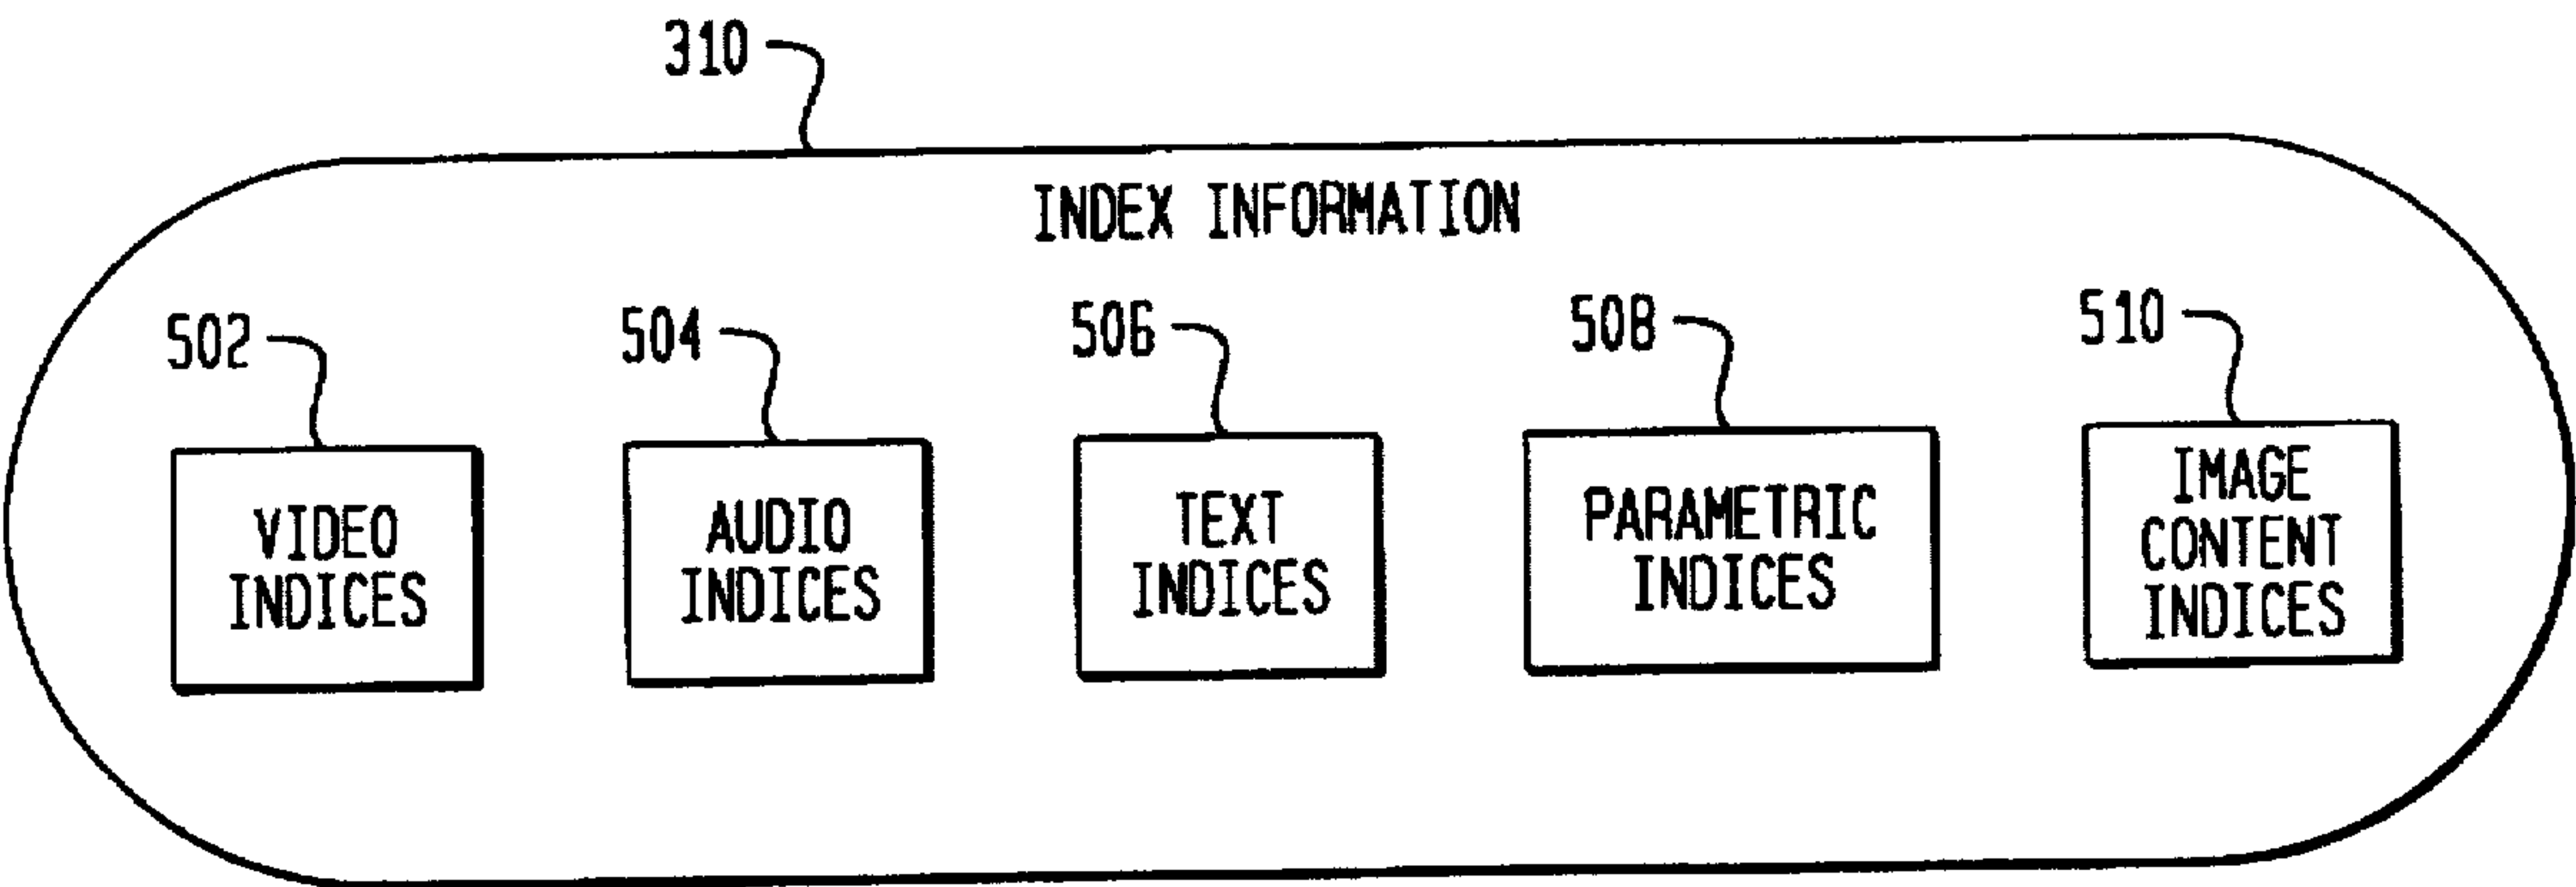 310
INDEX INFORMATION
502
504
506
508
510
VIDEO
INDICES
AUDIO
INDICES
TEXT
INDICES
PARAMETRIC
INDICES
IMAGE
CONTENT
INDICES